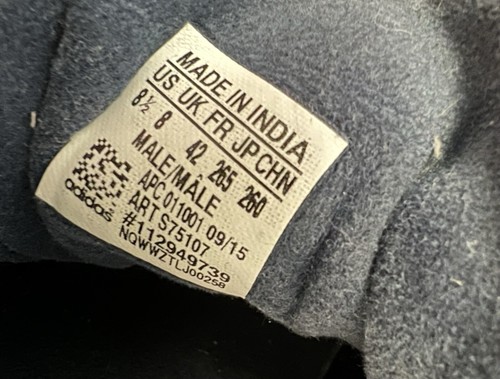 MADE IN INDIA
US UK FR JP CHN
8½ 8 42 265 260
MALE/MALE
APC 011001 09/15
ART S75107
#112949739
NQWWZTLJ00258
adidas